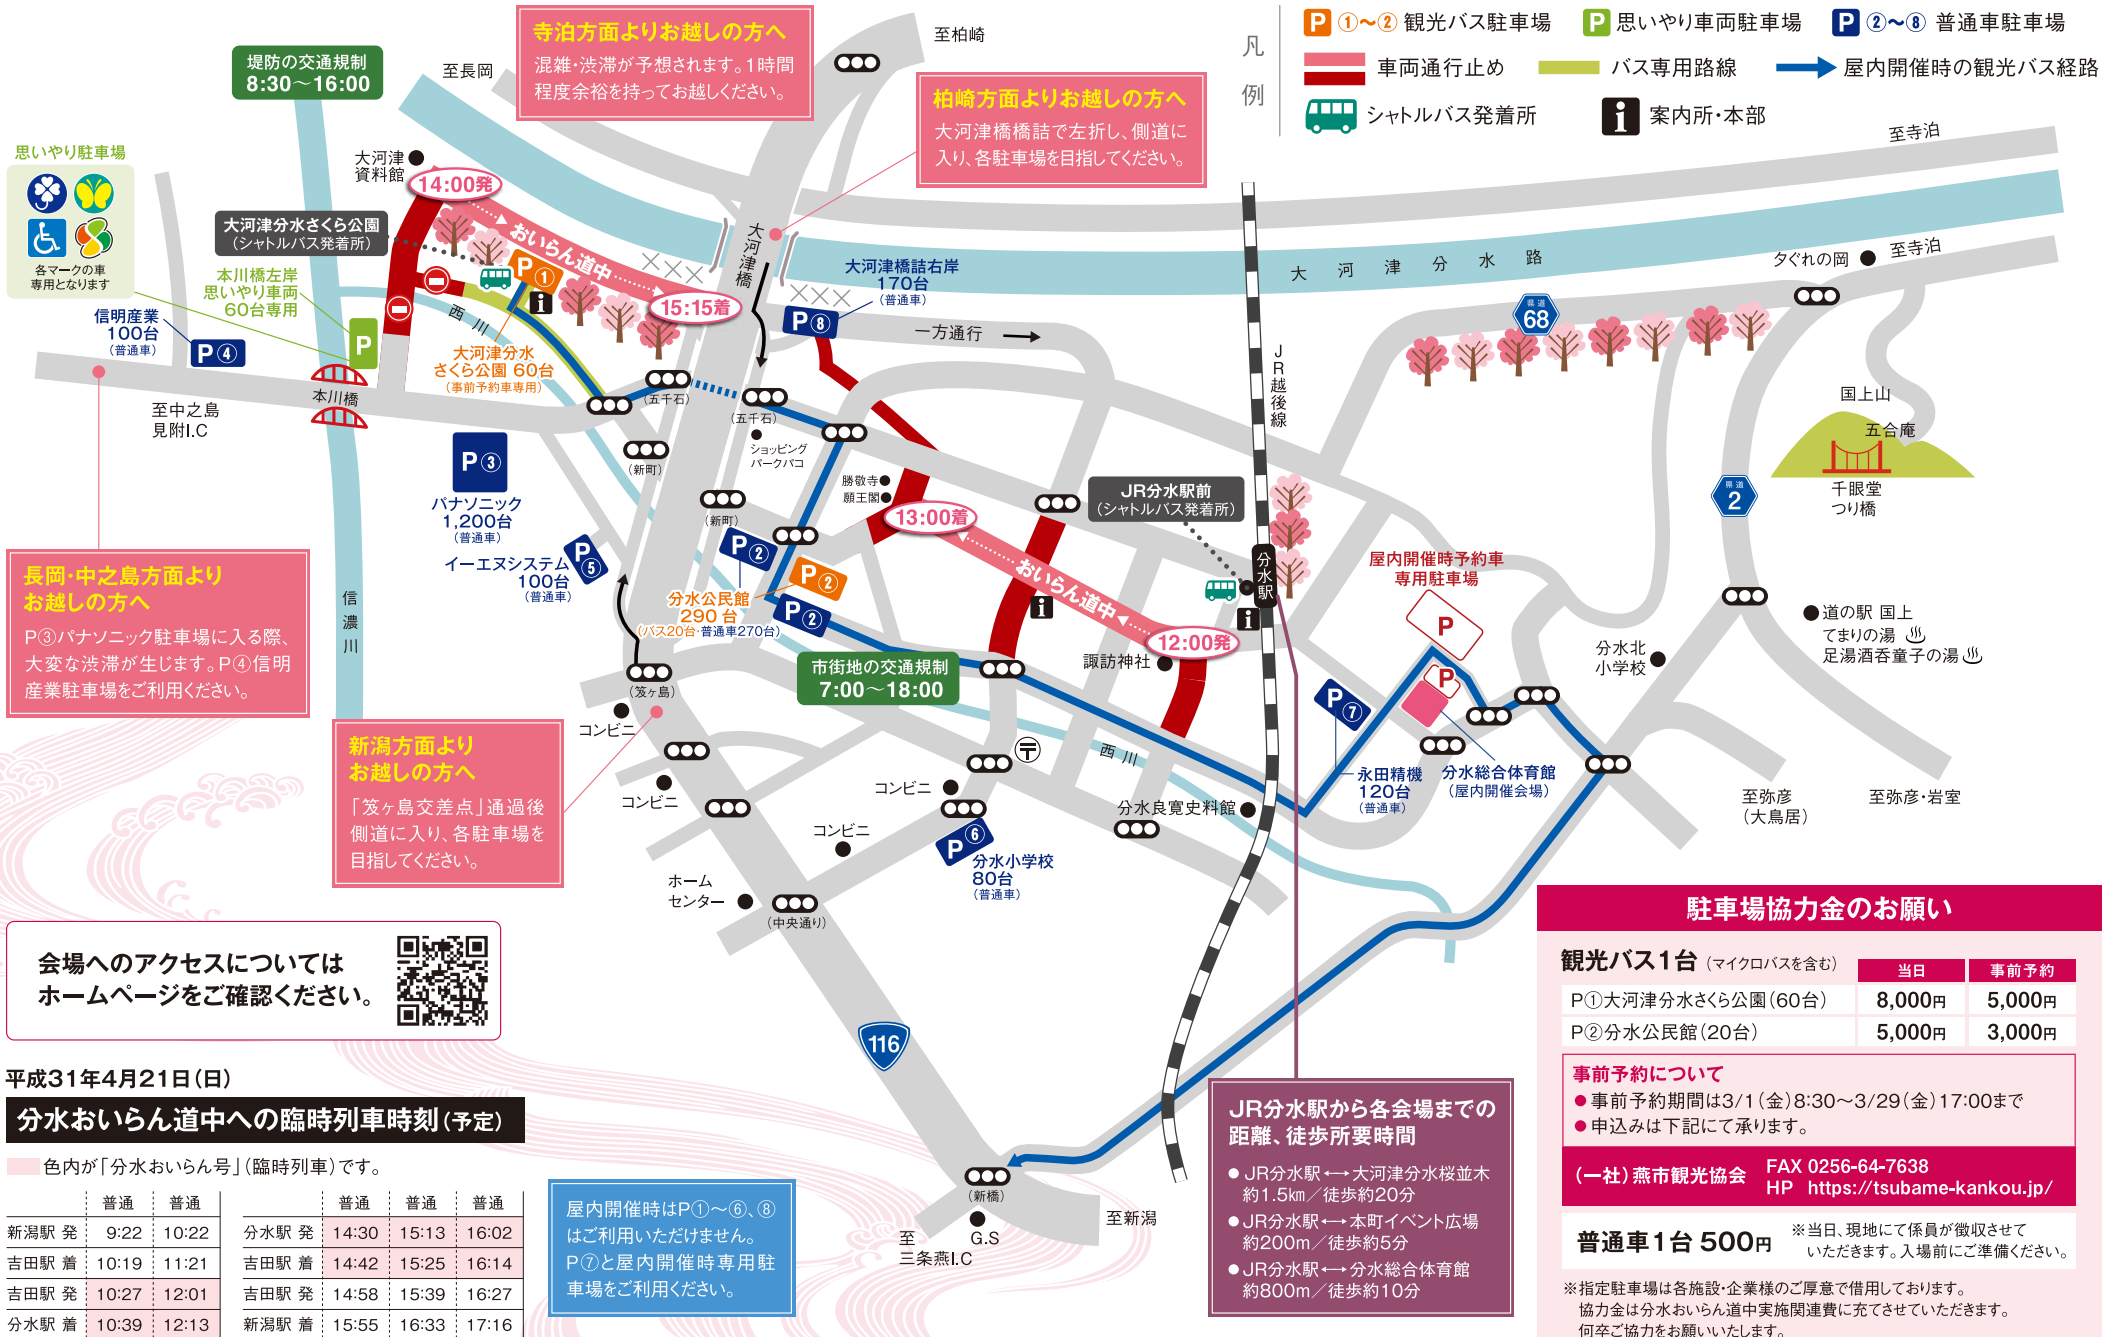 凡例
P ①～② 観光バス駐車場
P 思いやり車両駐車場
P ②～⑧ 普通車駐車場
車両通行止め
バス専用路線
屋内開催時の観光バス経路
シャトルバス発着所
i 案内所・本部
寺泊方面よりお越しの方へ
混雑・渋滞が予想されます。1時間
程度余裕を持ってお越しください。
柏崎方面よりお越しの方へ
大河津橋橋詰で左折し、側道に
入り、各駐車場を目指してください。
堤防の交通規制
8:30～16:00
至長岡
至柏崎
至寺泊
思いやり駐車場
各マークの車
専用となります
大河津
資料館
14:00発
おいらん道中
15:15着
大河津分水さくら公園
（シャトルバス発着所）
本川橋左岸
思いやり車両
60台専用
P
信明産業
100台
（普通車）
P④
P①
i
西川
大河津分水
さくら公園 60台
（事前予約車専用）
大河津橋
大河津橋詰右岸
170台
（普通車）
P⑧
一方通行
大河津分水路
JR越後線
県道
68
夕ぐれの岡
至寺泊
国上山
五合庵
千眼堂
つり橋
県道
2
至中之島
見附I.C
本川橋
（五千石）
（五千石）
ショッピング
パークパコ
（新町）
（新町）
P③
パナソニック
1,200台
（普通車）
イーエヌシステム
100台
（普通車）
P⑤
勝敬寺
願王閣
13:00着
おいらん道中
12:00発
i
JR分水駅前
（シャトルバス発着所）
分水駅
i
P②
P②
P②
分水公民館
290台
（バス20台・普通車270台）
市街地の交通規制
7:00～18:00
諏訪神社
屋内開催時予約車
専用駐車場
P
P
P⑦
永田精機
120台
（普通車）
分水総合体育館
（屋内開催会場）
分水北
小学校
道の駅 国上
てまりの湯
足湯酒呑童子の湯
至弥彦
（大鳥居）
至弥彦・岩室
長岡・中之島方面より
お越しの方へ
P③パナソニック駐車場に入る際、
大変な渋滞が生じます。P④信明
産業駐車場をご利用ください。
信濃川
新潟方面より
お越しの方へ
「笈ヶ島交差点」通過後
側道に入り、各駐車場を
目指してください。
（笈ヶ島）
コンビニ
コンビニ
コンビニ
コンビニ
〒
西川
分水良寛史料館
P⑥
分水小学校
80台
（普通車）
ホーム
センター
（中央通り）
116
（新橋）
G.S
至
三条燕I.C
至新潟
会場へのアクセスについては
ホームページをご確認ください。
平成31年4月21日（日）
分水おいらん道中への臨時列車時刻（予定）
色内が「分水おいらん号」（臨時列車）です。
普通 普通
新潟駅 発 9:22 10:22
吉田駅 着 10:19 11:21
吉田駅 発 10:27 12:01
分水駅 着 10:39 12:13
普通 普通 普通
分水駅 発 14:30 15:13 16:02
吉田駅 着 14:42 15:25 16:14
吉田駅 発 14:58 15:39 16:27
新潟駅 着 15:55 16:33 17:16
屋内開催時はP①～⑥、⑧
はご利用いただけません。
P⑦と屋内開催時専用駐
車場をご利用ください。
JR分水駅から各会場までの
距離、徒歩所要時間
● JR分水駅⟷大河津分水桜並木
約1.5km／徒歩約20分
● JR分水駅⟷本町イベント広場
約200m／徒歩約5分
● JR分水駅⟷分水総合体育館
約800m／徒歩約10分
駐車場協力金のお願い
観光バス1台（マイクロバスを含む） 当日 事前予約
P①大河津分水さくら公園（60台） 8,000円 5,000円
P②分水公民館（20台） 5,000円 3,000円
事前予約について
● 事前予約期間は3/1（金）8:30～3/29（金）17:00まで
● 申込みは下記にて承ります。
（一社）燕市観光協会 FAX 0256-64-7638
HP https://tsubame-kankou.jp/
普通車1台 500円 ※当日、現地にて係員が徴収させて
いただきます。入場前にご準備ください。
※指定駐車場は各施設・企業様のご厚意で借用しております。
協力金は分水おいらん道中実施関連費に充てさせていただきます。
何卒ご協力をお願いいたします。